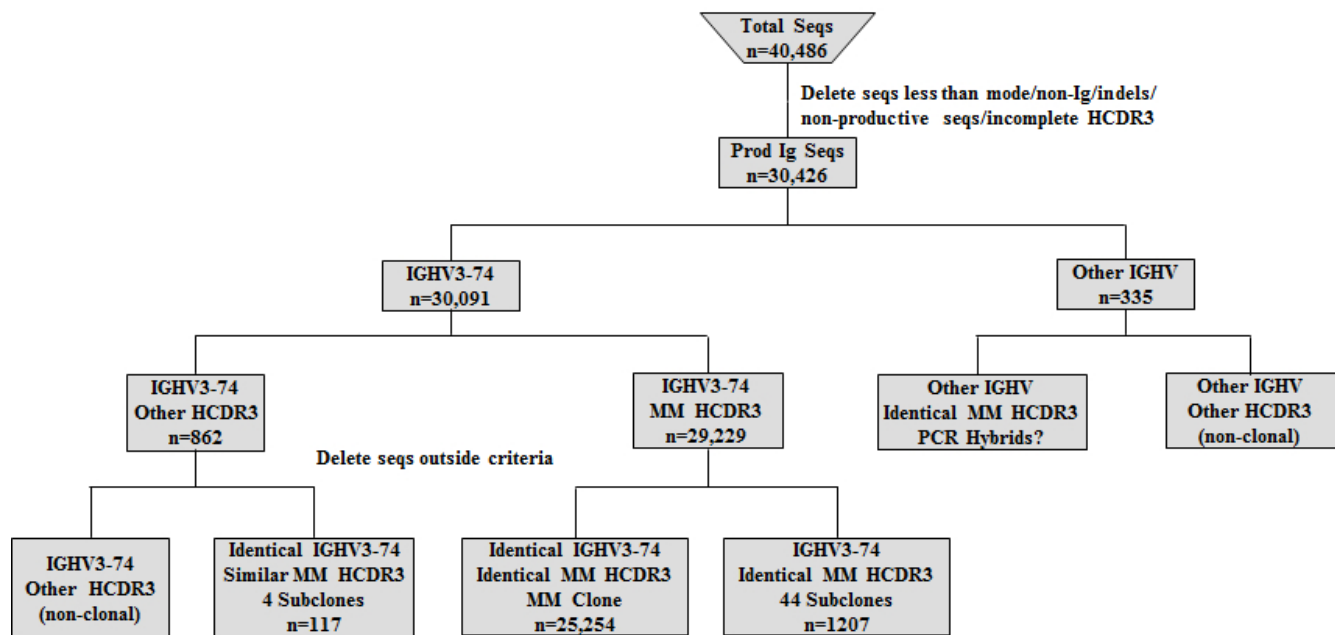 Total Seqs
n=40,486
Delete seqs less than mode/non-Ig/indels/
non-productive seqs/incomplete HCDR3
Prod Ig Seqs
n=30,426
IGHV3-74
n=30,091
Other IGHV
n=335
IGHV3-74
Other HCDR3
n=862
IGHV3-74
MM HCDR3
n=29,229
Other IGHV
Identical MM HCDR3
PCR Hybrids?
Other IGHV
Other HCDR3
(non-clonal)
Delete seqs outside criteria
IGHV3-74
Other HCDR3
(non-clonal)
Identical IGHV3-74
Similar MM HCDR3
4 Subclones
n=117
Identical IGHV3-74
Identical MM HCDR3
MM Clone
n=25,254
IGHV3-74
Identical MM HCDR3
44 Subclones
n=1207